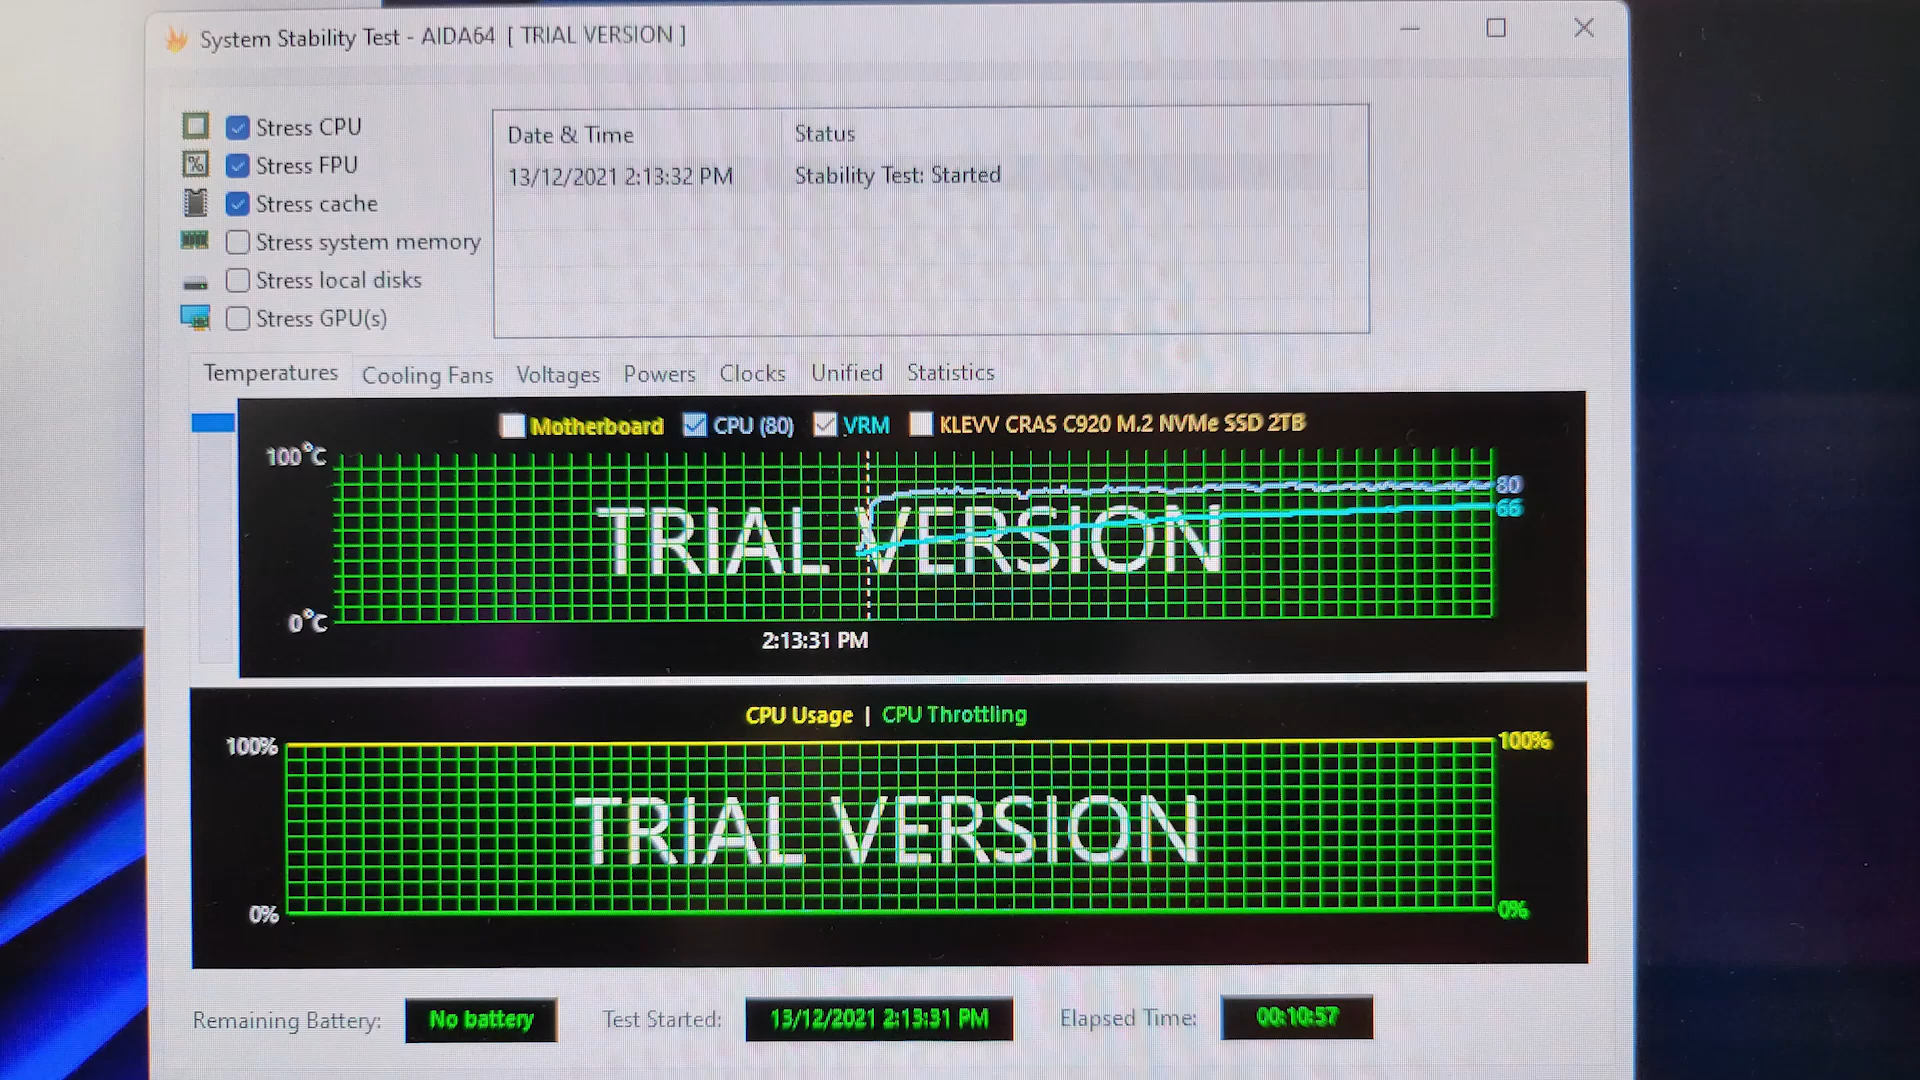 System Stability Test - AIDA64 [ TRIAL VERSION ]
Stress CPU
% Stress FPU
Stress cache
Stress system memory
Stress local disks
Stress GPU(s)
Date & Time Status
13/12/2021 2:13:32 PM Stability Test: Started
Temperatures Cooling Fans Voltages Powers Clocks Unified Statistics
Motherboard CPU (80) VRM KLEVV CRAS C920 M.2 NVMe SSD 2TB
100°C
80
66
TRIAL VERSION
0°C
2:13:31 PM
CPU Usage | CPU Throttling
100% 100%
TRIAL VERSION
0% 0%
Remaining Battery: No battery Test Started: 13/12/2021 2:13:31 PM Elapsed Time: 00:10:57